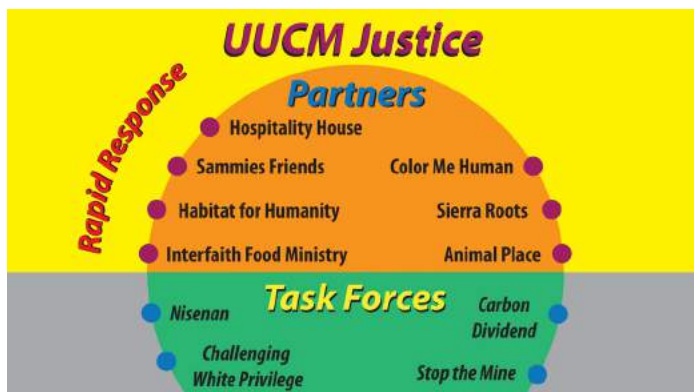 UUCM Justice
Rapid Response
Partners
Hospitality House
Sammies Friends
Color Me Human
Habitat for Humanity
Sierra Roots
Interfaith Food Ministry
Animal Place
Task Forces
Nisenan
Carbon
Dividend
Challenging
White Privilege
Stop the Mine